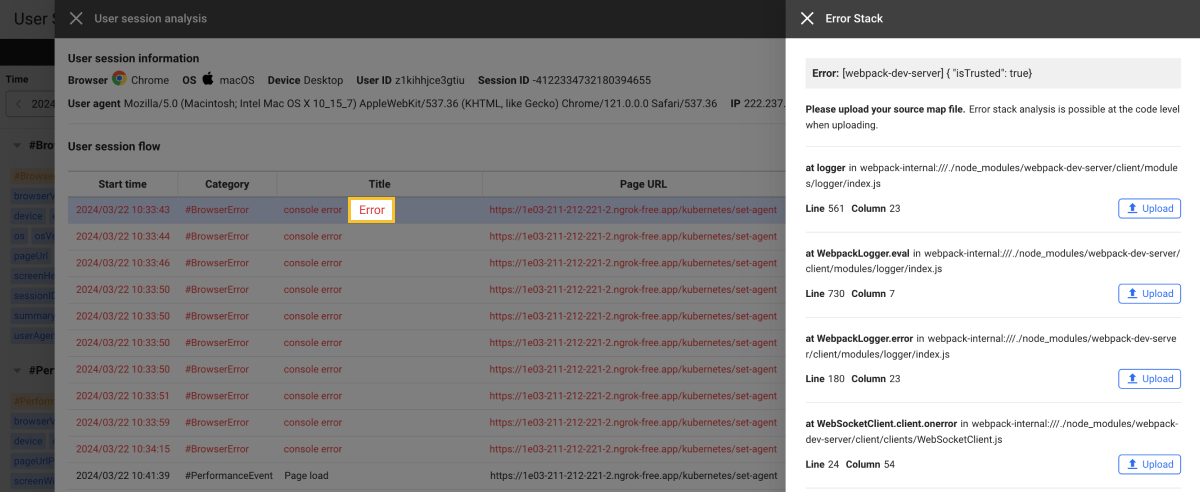 User S
User session analysis
Error Stack
User session information
Browser Chrome OS macOS Device Desktop User ID z1kihhjce3gtiu Session ID -4122334732180394655
User agent Mozilla/5.0 (Macintosh; Intel Mac OS X 10_15_7) AppleWebKit/537.36 (KHTML, like Gecko) Chrome/121.0.0.0 Safari/537.36 IP 222.237.
User session flow
Start time Category Title Page URL
2024/03/22 10:33:43 #BrowserError console error Error https://1e03-211-212-221-2.ngrok-free.app/kubernetes/set-agent
2024/03/22 10:33:44 #BrowserError console error https://1e03-211-212-221-2.ngrok-free.app/kubernetes/set-agent
2024/03/22 10:33:46 #BrowserError console error https://1e03-211-212-221-2.ngrok-free.app/kubernetes/set-agent
2024/03/22 10:33:50 #BrowserError console error https://1e03-211-212-221-2.ngrok-free.app/kubernetes/set-agent
2024/03/22 10:33:50 #BrowserError console error https://1e03-211-212-221-2.ngrok-free.app/kubernetes/set-agent
2024/03/22 10:33:50 #BrowserError console error https://1e03-211-212-221-2.ngrok-free.app/kubernetes/set-agent
2024/03/22 10:33:50 #BrowserError console error https://1e03-211-212-221-2.ngrok-free.app/kubernetes/set-agent
2024/03/22 10:33:51 #BrowserError console error https://1e03-211-212-221-2.ngrok-free.app/kubernetes/set-agent
2024/03/22 10:33:59 #BrowserError console error https://1e03-211-212-221-2.ngrok-free.app/kubernetes/set-agent
2024/03/22 10:34:15 #BrowserError console error https://1e03-211-212-221-2.ngrok-free.app/kubernetes/set-agent
2024/03/22 10:41:39 #PerformanceEvent Page load https://1e03-211-212-221-2.ngrok-free.app/kubernetes/set-agent
Time
2024
#Bro
#Browse
browserV
device
os osVe
pageUrl
screenHe
sessionID
summary
userAgen
#Per
#Perform
browserV
device
pageUrlP
screenWi
Error: [webpack-dev-server] { "isTrusted": true}
Please upload your source map file. Error stack analysis is possible at the code level
when uploading.
at logger in webpack-internal:///./node_modules/webpack-dev-server/client/module
s/logger/index.js
Line 561 Column 23 Upload
at WebpackLogger.eval in webpack-internal:///./node_modules/webpack-dev-server/
client/modules/logger/index.js
Line 730 Column 7 Upload
at WebpackLogger.error in webpack-internal:///./node_modules/webpack-dev-serve
r/client/modules/logger/index.js
Line 180 Column 23 Upload
at WebSocketClient.client.onerror in webpack-internal:///./node_modules/webpack-
dev-server/client/clients/WebSocketClient.js
Line 24 Column 54 Upload